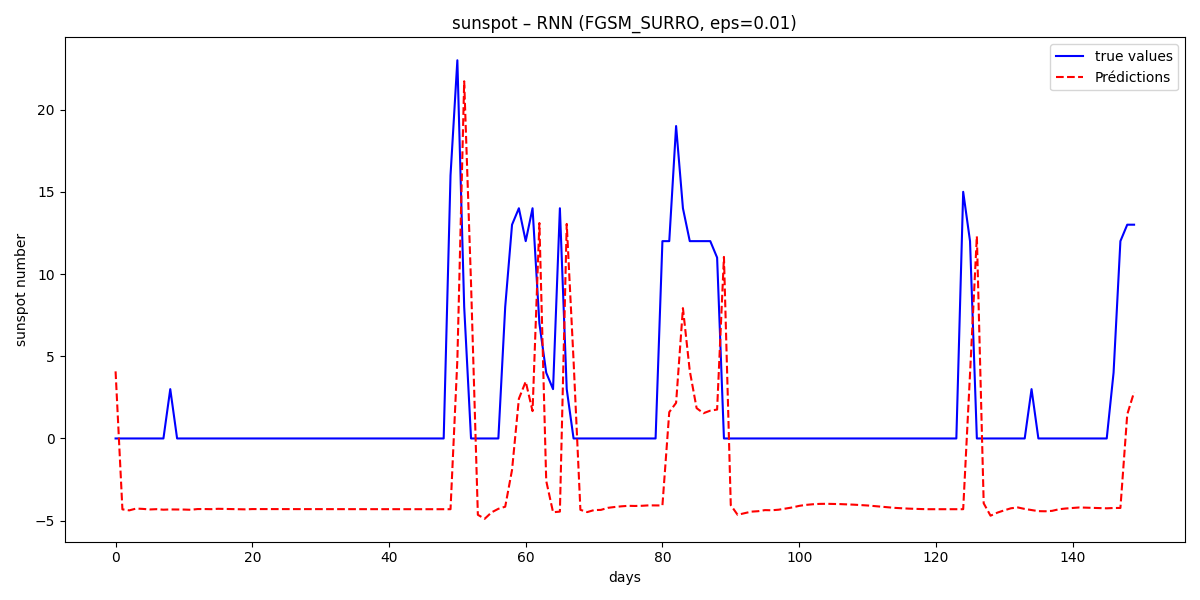 sunspot – RNN (FGSM_SURRO, eps=0.01)
true values
Prédictions
sunspot number
20
15
10
5
0
−5
0 20 40 60 80 100 120 140
days